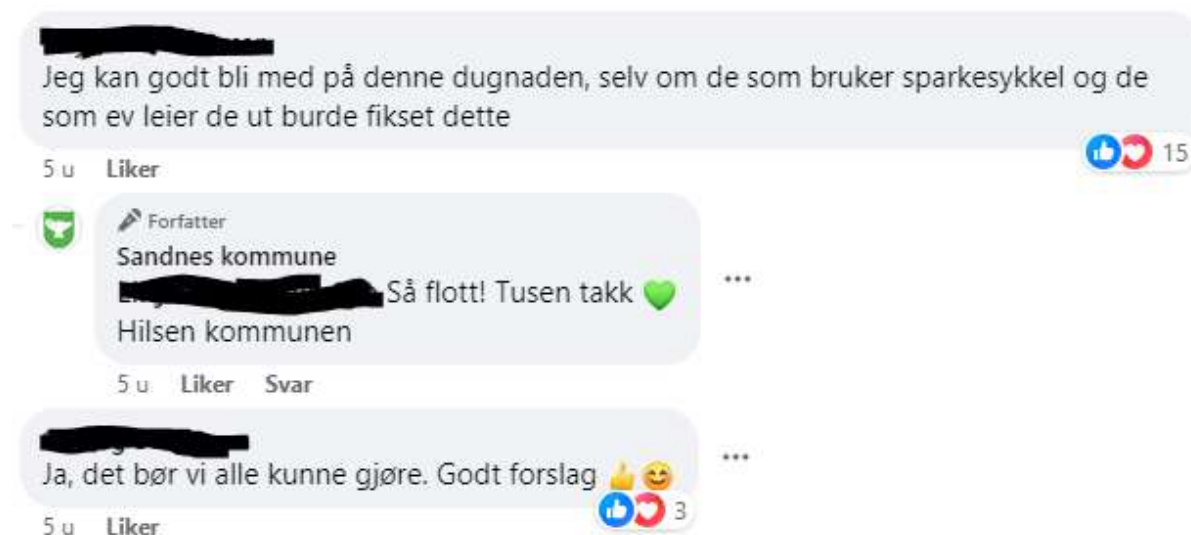 Jeg kan godt bli med på denne dugnaden, selv om de som bruker sparkesykkel og de
som ev leier de ut burde fikset dette
15
5 u Liker
Forfatter
Sandnes kommune
Så flott! Tusen takk 💚
Hilsen kommunen
5 u Liker Svar
Ja, det bør vi alle kunne gjøre. Godt forslag 👍😊
3
5 u Liker